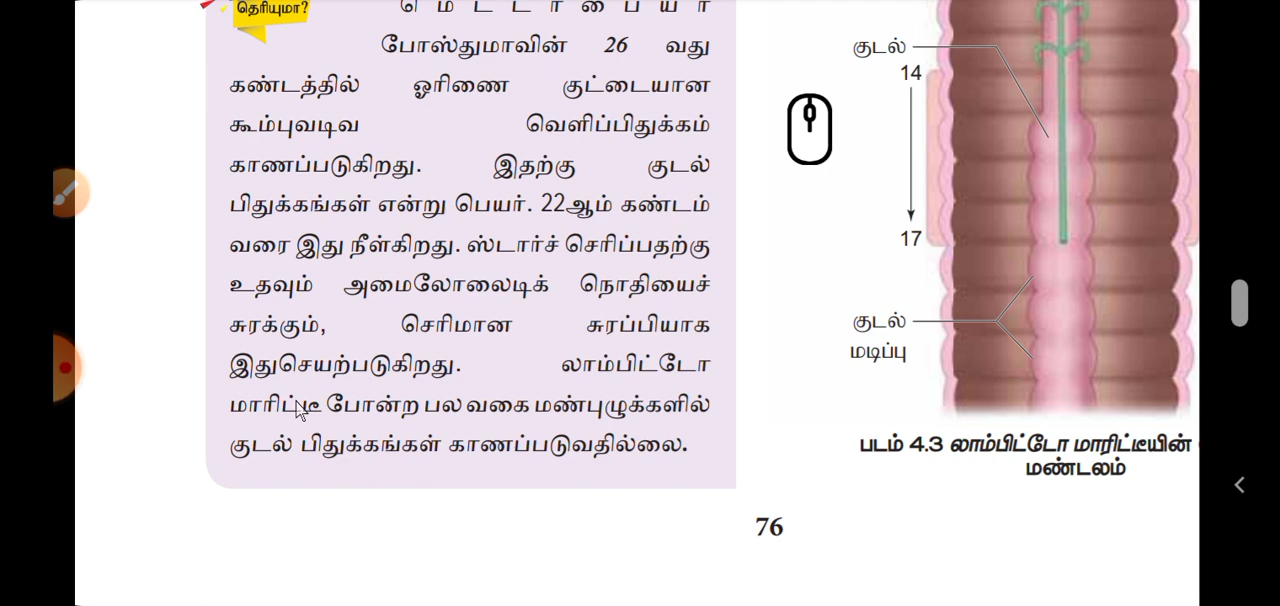 தெரியுமா?
மெட்டாபையர்
போஸ்துமாவின் 26 வது
கண்டத்தில் ஓரிணை குட்டையான
கூம்புவடிவ வெளிப்பிதுக்கம்
காணப்படுகிறது. இதற்கு குடல்
பிதுக்கங்கள் என்று பெயர். 22ஆம் கண்டம்
வரை இது நீள்கிறது. ஸ்டார்ச் செரிப்பதற்கு
உதவும் அமைலோலைடிக் நொதியைச்
சுரக்கும், செரிமான சுரப்பியாக
இதுசெயற்படுகிறது. லாம்பிட்டோ
மாரிட்டீ போன்ற பல வகை மண்புழுக்களில்
குடல் பிதுக்கங்கள் காணப்படுவதில்லை.
குடல்
14
17
குடல்
மடிப்பு
படம் 4.3 லாம்பிட்டோ மாரிட்டீயின்
மண்டலம்
76